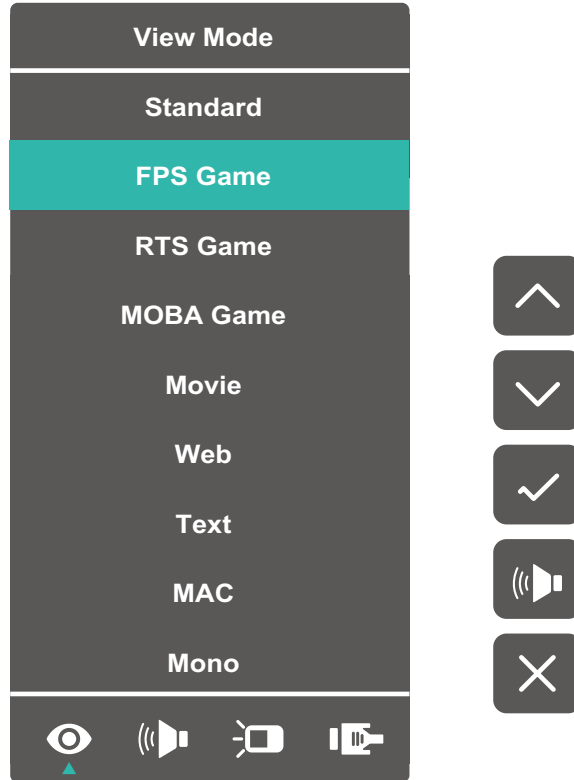 View Mode
Standard
FPS Game
RTS Game
MOBA Game
Movie
Web
Text
MAC
Mono